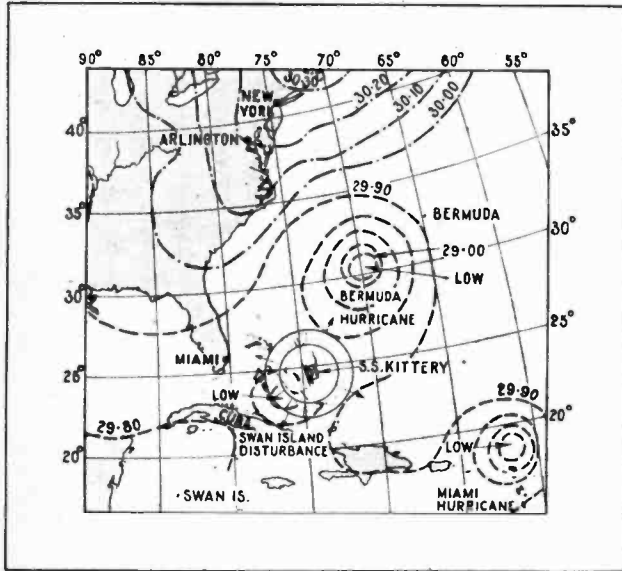 90° 85° 80° 75° 70° 65° 60° 55°
30·30
30·20
30·10
30·00
NEW
YORK
40°
35°
ARLINGTON
29·90
35°
BERMUDA
30°
29·00
LOW
30°
BERMUDA
HURRICANE
25°
MIAMI
S.S. KITTERY
25°
LOW
29·90
20°
CUBA
29·80
SWAN ISLAND
DISTURBANCE
LOW
20°
SWAN IS.
MIAMI
HURRICANE